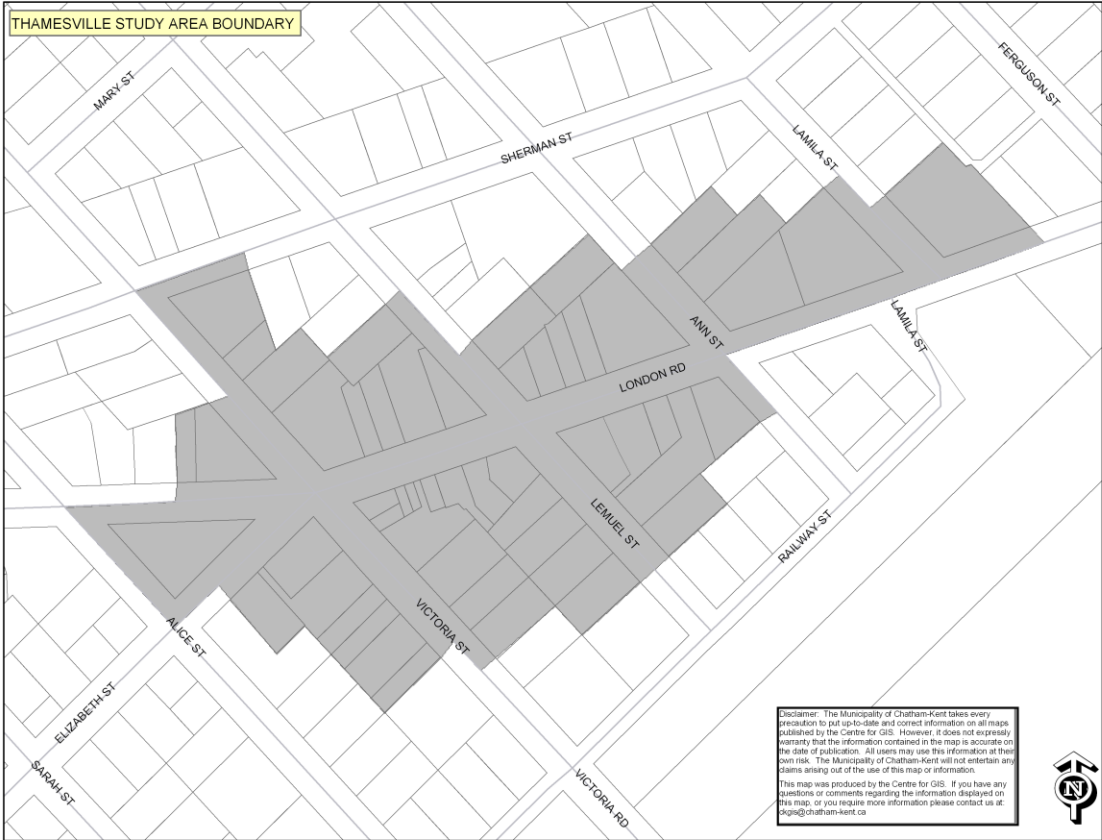 THAMESVILLE STUDY AREA BOUNDARY
MARY ST
FERGUSON ST
SHERMAN ST
LAMILA ST
ANN ST
LAMILA ST
LONDON RD
LEMUEL ST
RAILWAY ST
VICTORIA ST
ALICE ST
ELIZABETH ST
SARAH ST
VICTORIA RD
Disclaimer: The Municipality of Chatham-Kent takes every
precaution to put up-to-date and correct information on all maps
published by the Centre for GIS. However, it does not expressly
warranty that the information contained in the map is accurate on
the date of publication. All users may use this information at their
own risk. The Municipality of Chatham-Kent will not entertain any
claims arising out of the use of this map or information.
This map was produced by the Centre for GIS. If you have any
questions or comments regarding the information displayed on
this map, or you require more information please contact us at:
ckgis@chatham-kent.ca
N